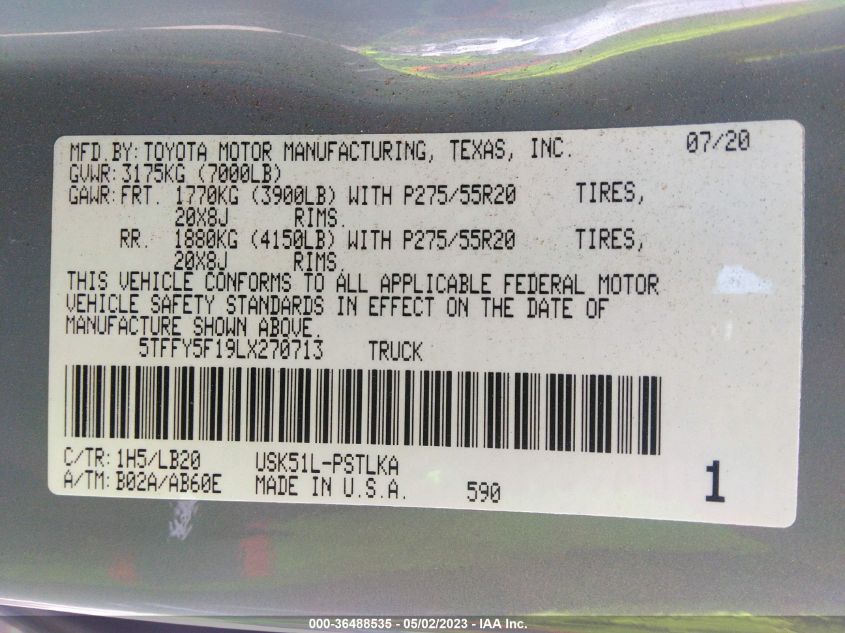 MFD.BY: TOYOTA MOTOR MANUFACTURING, TEXAS, INC. 07/20
GVWR: 3175KG (7000LB)
GAWR: FRT. 1770KG (3900LB) WITH P275/55R20 TIRES,
20X8J RIMS.
RR. 1880KG (4150LB) WITH P275/55R20 TIRES,
20X8J RIMS.
THIS VEHICLE CONFORMS TO ALL APPLICABLE FEDERAL MOTOR
VEHICLE SAFETY STANDARDS IN EFFECT ON THE DATE OF
MANUFACTURE SHOWN ABOVE.
5TFFY5F19LX270713 TRUCK
C/TR: 1H5/LB20 USK51L-PSTLKA
A/TM: B02A/AB60E MADE IN U.S.A. 590 1
000-36488535 - 05/02/2023 - IAA Inc.